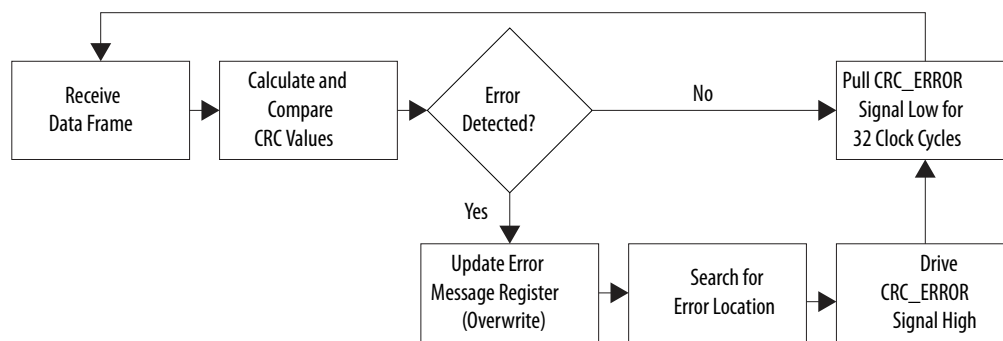 Receive
Data Frame
Calculate and
Compare
CRC Values
Error
Detected?
No
Pull CRC_ERROR
Signal Low for
32 Clock Cycles
Yes
Update Error
Message Register
(Overwrite)
Search for
Error Location
Drive
CRC_ERROR
Signal High